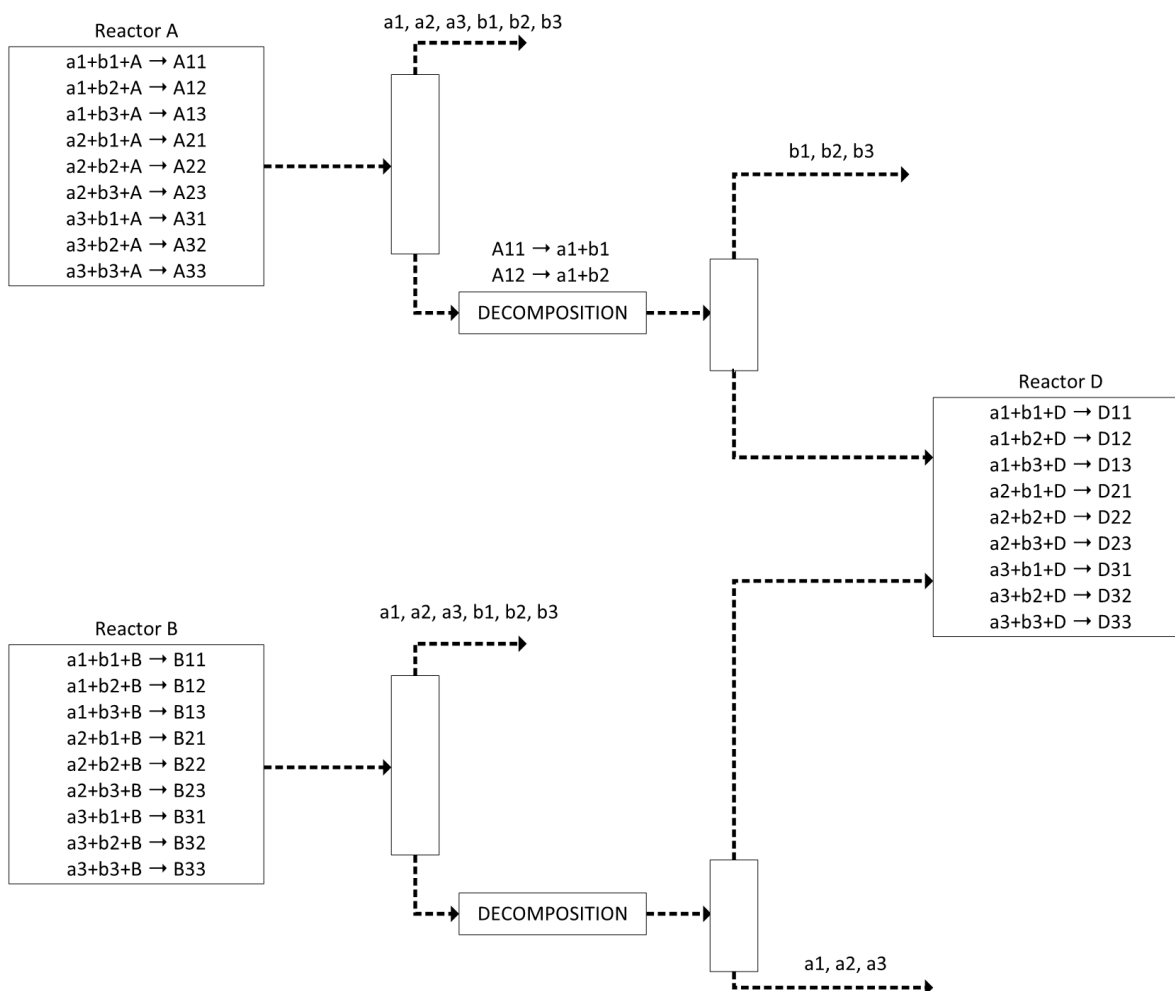 Reactor A
a1+b1+A → A11
a1+b2+A → A12
a1+b3+A → A13
a2+b1+A → A21
a2+b2+A → A22
a2+b3+A → A23
a3+b1+A → A31
a3+b2+A → A32
a3+b3+A → A33
a1, a2, a3, b1, b2, b3
A11 → a1+b1
A12 → a1+b2
DECOMPOSITION
b1, b2, b3
Reactor D
a1+b1+D → D11
a1+b2+D → D12
a1+b3+D → D13
a2+b1+D → D21
a2+b2+D → D22
a2+b3+D → D23
a3+b1+D → D31
a3+b2+D → D32
a3+b3+D → D33
Reactor B
a1+b1+B → B11
a1+b2+B → B12
a1+b3+B → B13
a2+b1+B → B21
a2+b2+B → B22
a2+b3+B → B23
a3+b1+B → B31
a3+b2+B → B32
a3+b3+B → B33
a1, a2, a3, b1, b2, b3
DECOMPOSITION
a1, a2, a3